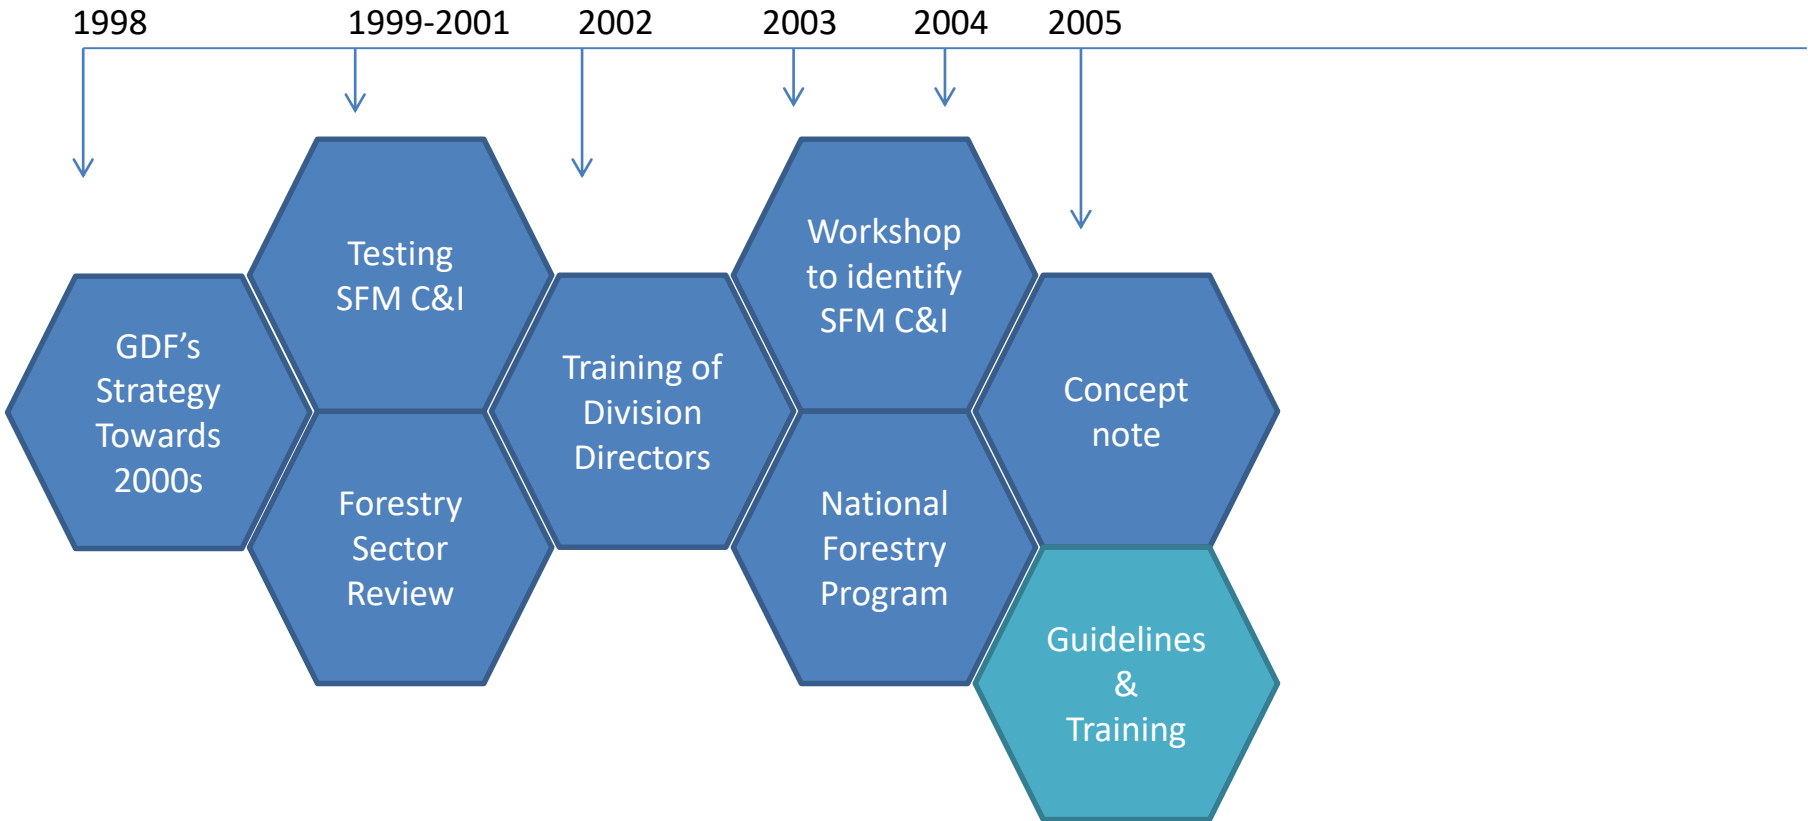 1998
1999-2001
2002
2003
2004
2005
GDF’s
Strategy
Towards
2000s
Testing
SFM C&I
Forestry
Sector
Review
Training of
Division
Directors
Workshop
to identify
SFM C&I
National
Forestry
Program
Concept
note
Guidelines
&
Training